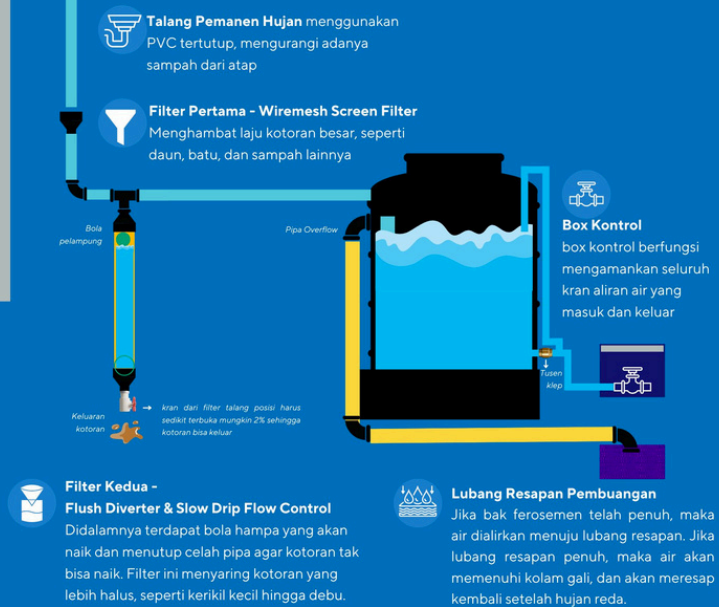 Talang Pemanen Hujan menggunakan
PVC tertutup, mengurangi adanya
sampah dari atap
Filter Pertama - Wiremesh Screen Filter
Menghambat laju kotoran besar, seperti
daun, batu, dan sampah lainnya
Bola
pelampung
Pipa Overflow
Box Kontrol
box kontrol berfungsi
mengamankan seluruh
kran aliran air yang
masuk dan keluar
Tusen
klep
Keluaran
kotoran
kran dari filter talang posisi harus
sedikit terbuka mungkin 2% sehingga
kotoran bisa keluar
Filter Kedua -
Flush Diverter & Slow Drip Flow Control
Didalamnya terdapat bola hampa yang akan
naik dan menutup celah pipa agar kotoran tak
bisa naik. Filter ini menyaring kotoran yang
lebih halus, seperti kerikil kecil hingga debu.
Lubang Resapan Pembuangan
Jika bak ferosemen telah penuh, maka
air dialirkan menuju lubang resapan. Jika
lubang resapan penuh, maka air akan
memenuhi kolam gali, dan akan meresap
kembali setelah hujan reda.